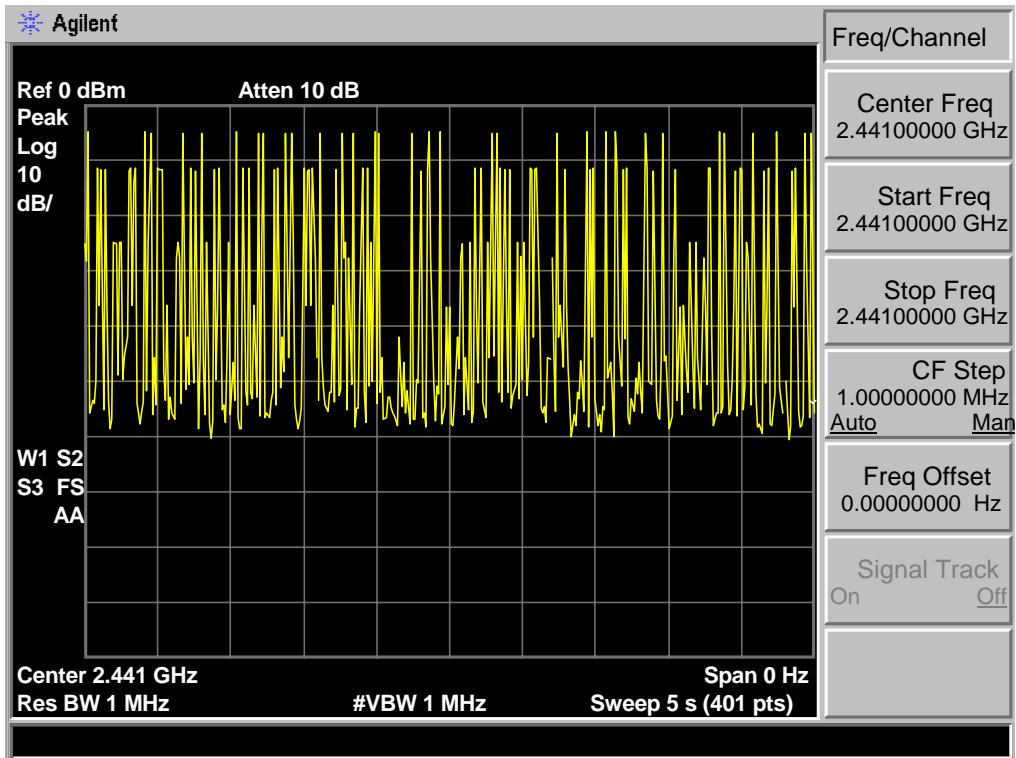 Agilent
Freq/Channel
Ref 0 dBm Atten 10 dB
Peak
Log
10
dB/
W1 S2
S3 FS
AA
Center 2.441 GHz Span 0 Hz
Res BW 1 MHz #VBW 1 MHz Sweep 5 s (401 pts)
Center Freq
2.44100000 GHz
Start Freq
2.44100000 GHz
Stop Freq
2.44100000 GHz
CF Step
1.00000000 MHz
Auto Man
Freq Offset
0.00000000 Hz
Signal Track
On Off